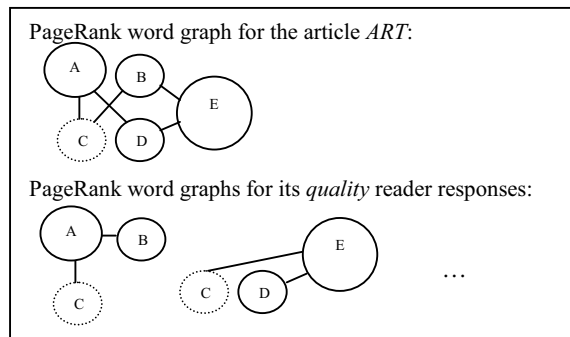 PageRank word graph for the article ART:
A B
E
C D
PageRank word graphs for its quality reader responses:
A B E
C C D ...